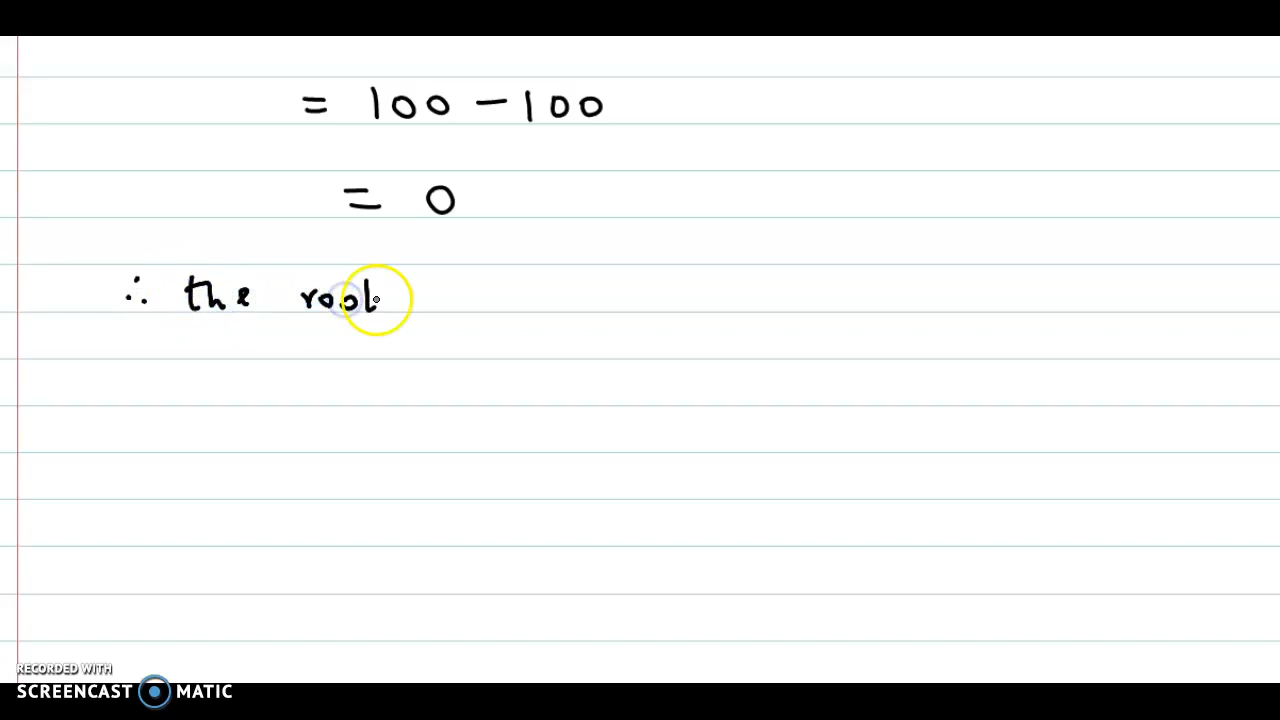 = 100 - 100
= 0
∴ the root
RECORDED WITH
SCREENCAST MATIC